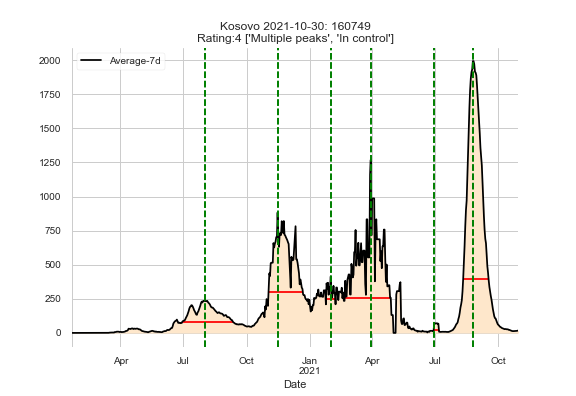 Kosovo 2021-10-30: 160749
Rating:4 ['Multiple peaks', 'In control']
Average-7d
2000
1750
1500
1250
1000
750
500
250
0
Apr Jul Oct Jan Apr Jul Oct
2021
Date